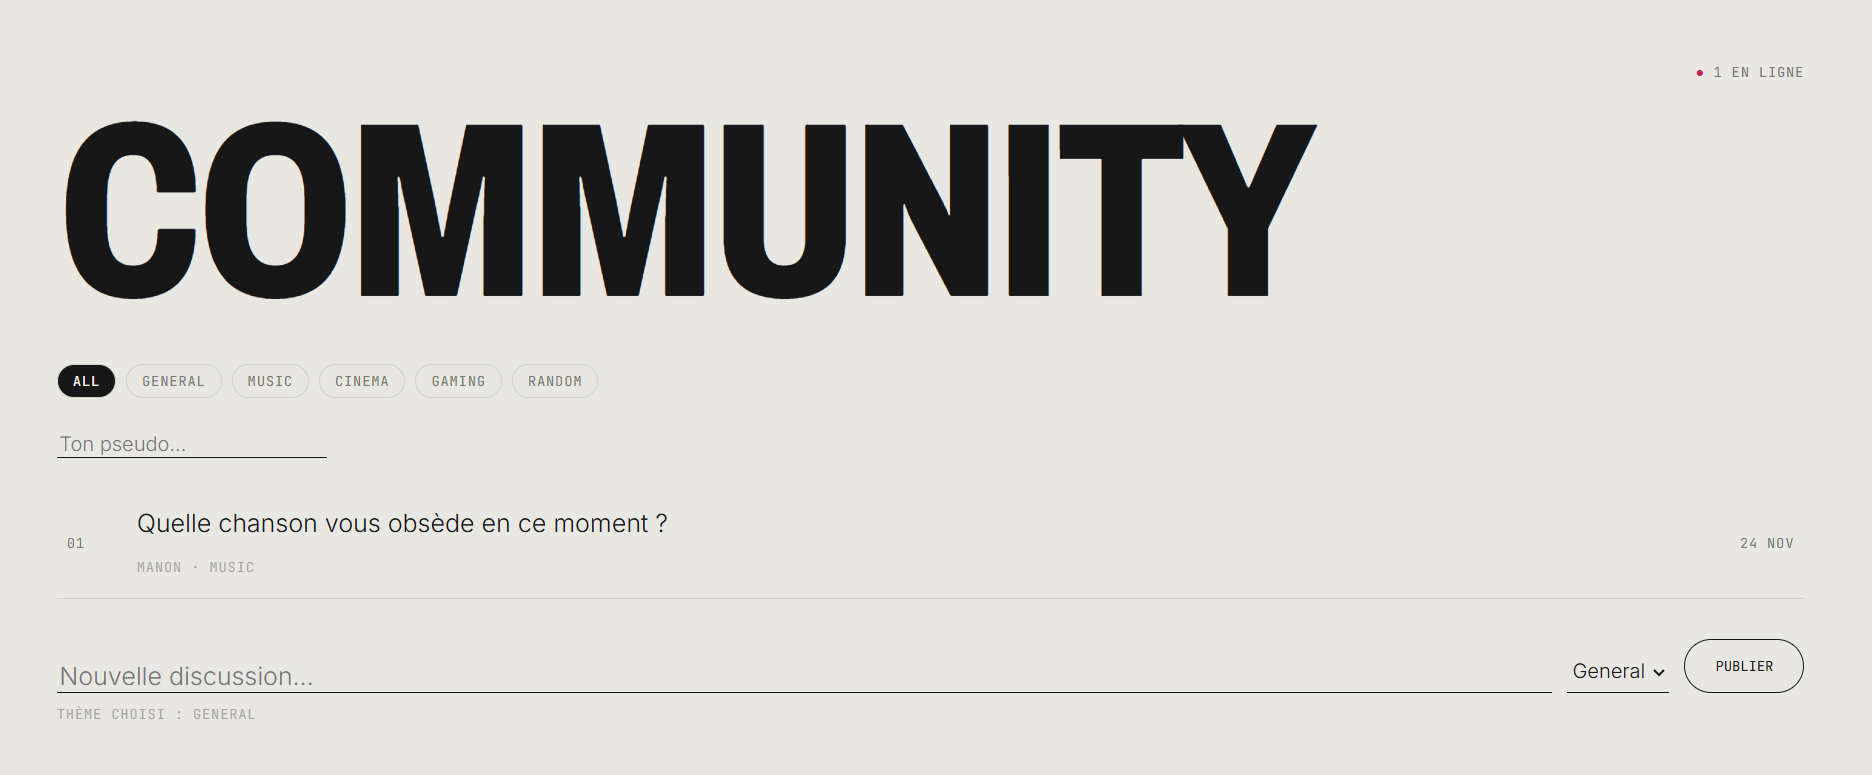 1 EN LIGNE
COMMUNITY
ALL GENERAL MUSIC CINEMA GAMING RANDOM
Ton pseudo...
Quelle chanson vous obsède en ce moment ?
01 24 NOV
MANON · MUSIC
Nouvelle discussion... General PUBLIER
THÈME CHOISI : GENERAL